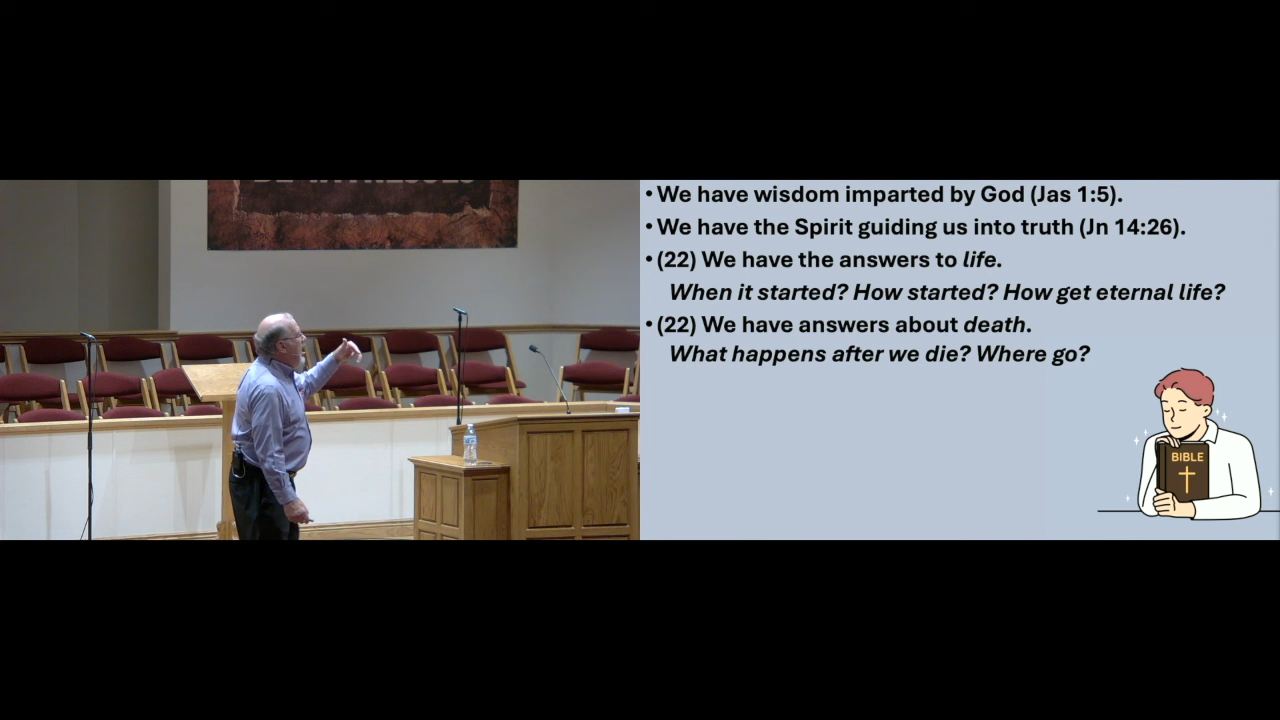 • We have wisdom imparted by God (Jas 1:5).
• We have the Spirit guiding us into truth (Jn 14:26).
• (22) We have the answers to life.
When it started? How started? How get eternal life?
• (22) We have answers about death.
What happens after we die? Where go?
BIBLE